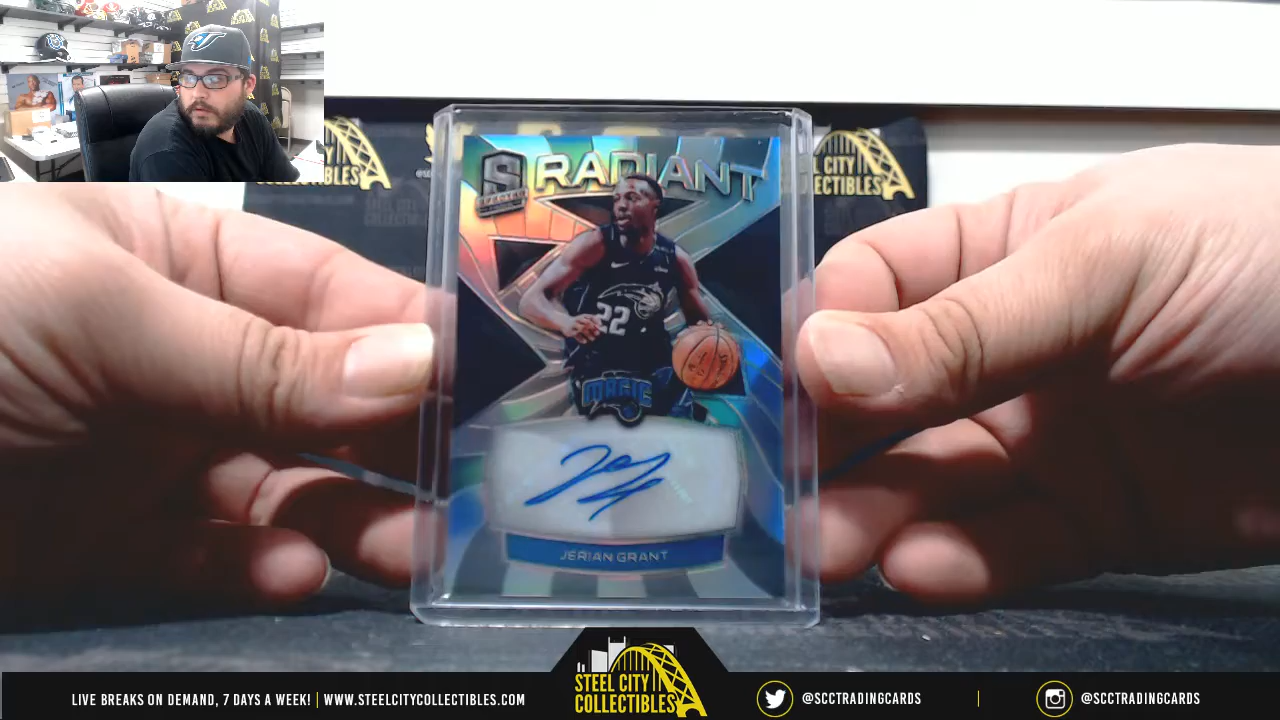 RADIANT
S
SPECTRA
22
MAGIC
JERIAN GRANT
STEEL CITY
COLLECTIBLES
LIVE BREAKS ON DEMAND, 7 DAYS A WEEK! | WWW.STEELCITYCOLLECTIBLES.COM
STEEL CITY
COLLECTIBLES
@SCCTRADINGCARDS
@SCCTRADINGCARDS